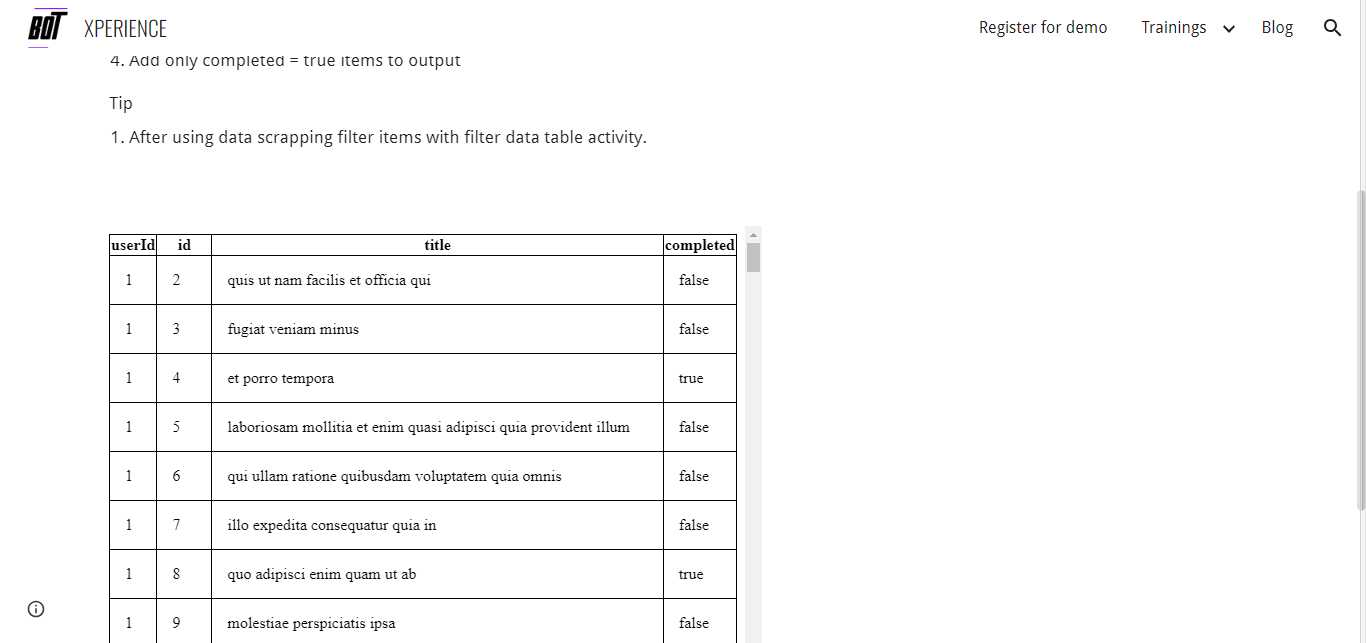 BOT XPERIENCE Register for demo Trainings Blog
4. Add only completed = true items to output
Tip
1. After using data scrapping filter items with filter data table activity.
userId id title completed
1 2 quis ut nam facilis et officia qui false
1 3 fugiat veniam minus false
1 4 et porro tempora true
1 5 laboriosam mollitia et enim quasi adipisci quia provident illum false
1 6 qui ullam ratione quibusdam voluptatem quia omnis false
1 7 illo expedita consequatur quia in false
1 8 quo adipisci enim quam ut ab true
1 9 molestiae perspiciatis ipsa false